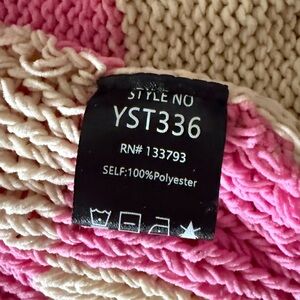 STYLE NO
YST336
RN# 133793
SELF:100%Polyester